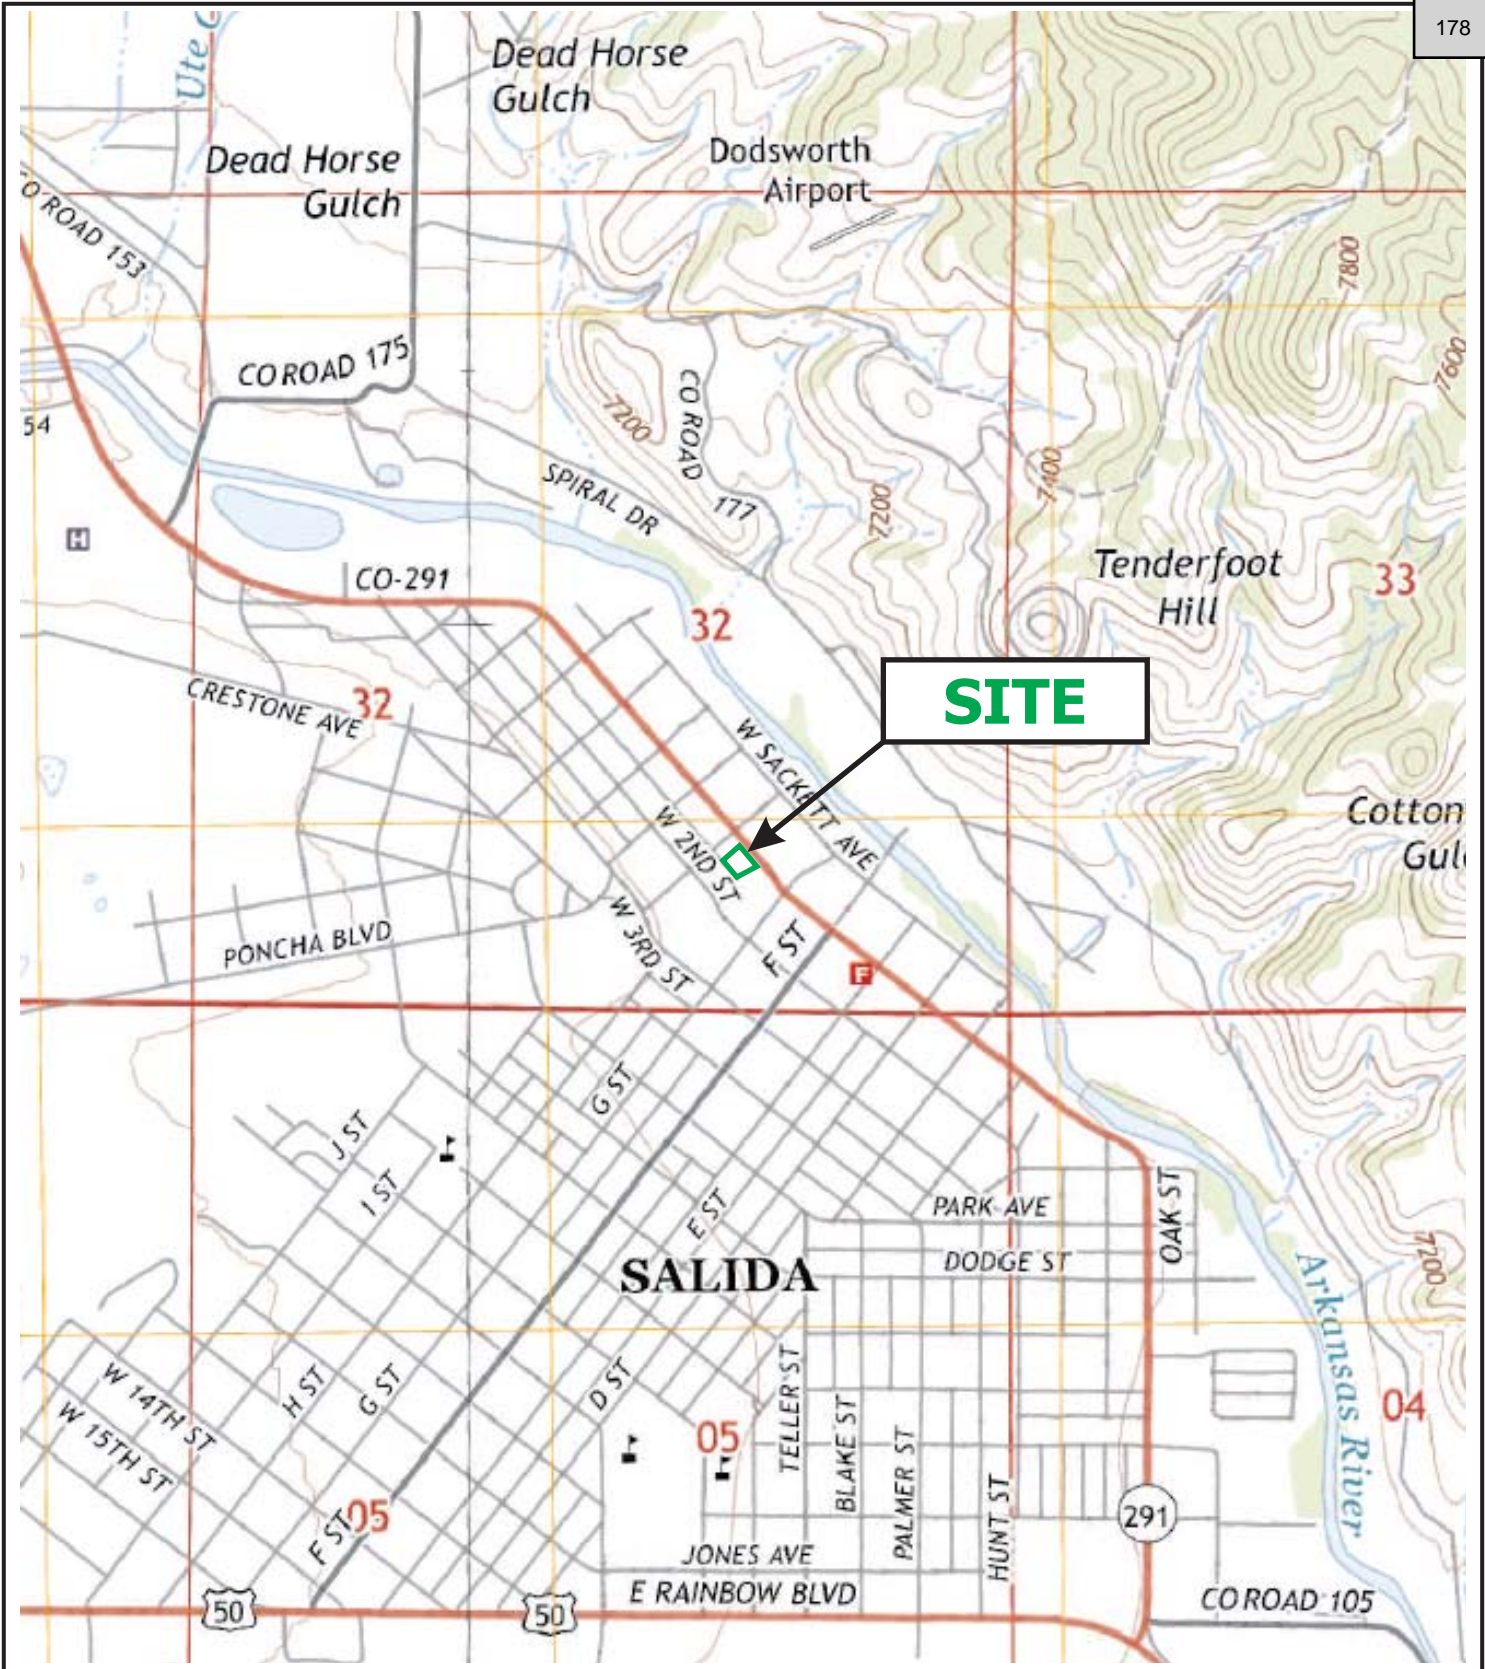 178
Ute C
Dead Horse
Gulch
Dead Horse
Gulch
Dodsworth
Airport
O ROAD 153
7800
CO ROAD 175
7600
7200
CO ROAD 177
54
SPIRAL DR
7200
7400
H
CO-291
Tenderfoot
Hill
33
32
32
CRESTONE AVE
SITE
W SACKETT AVE
W 2ND ST
Cotton
Gul
W 3RD ST
PONCHA BLVD
F ST
F
G ST
J ST
I ST
E ST
PARK AVE
OAK ST
DODGE ST
SALIDA
7200
Arkansas River
W 14TH ST
W 15TH ST
H ST
G ST
D ST
TELLER ST
BLAKE ST
PALMER ST
HUNT ST
04
05
05
F ST
291
JONES AVE
E RAINBOW BLVD
CO ROAD 105
50
50